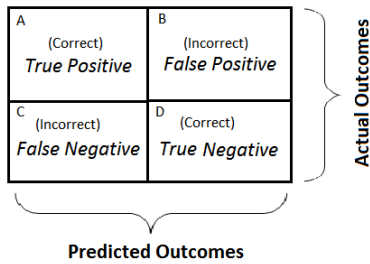 A
(Correct)
True Positive
B
(Incorrect)
False Positive
C
(Incorrect)
False Negative
D
(Correct)
True Negative
Actual Outcomes
Predicted Outcomes